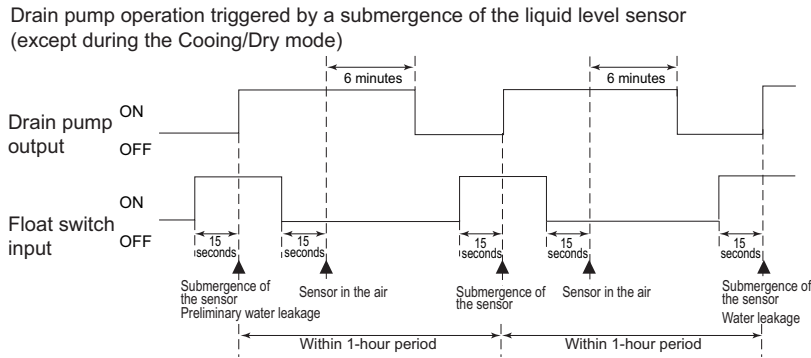 Drain pump operation triggered by a submergence of the liquid level sensor
(except during the Cooing/Dry mode)
6 minutes
6 minutes
Drain pump
output
ON
OFF
Float switch
input
ON
OFF
15
seconds
15
seconds
15
seconds
15
seconds
15
seconds
Submergence of
the sensor
Preliminary water leakage
Sensor in the air
Submergence of
the sensor
Sensor in the air
Submergence of
the sensor
Water leakage
Within 1-hour period
Within 1-hour period